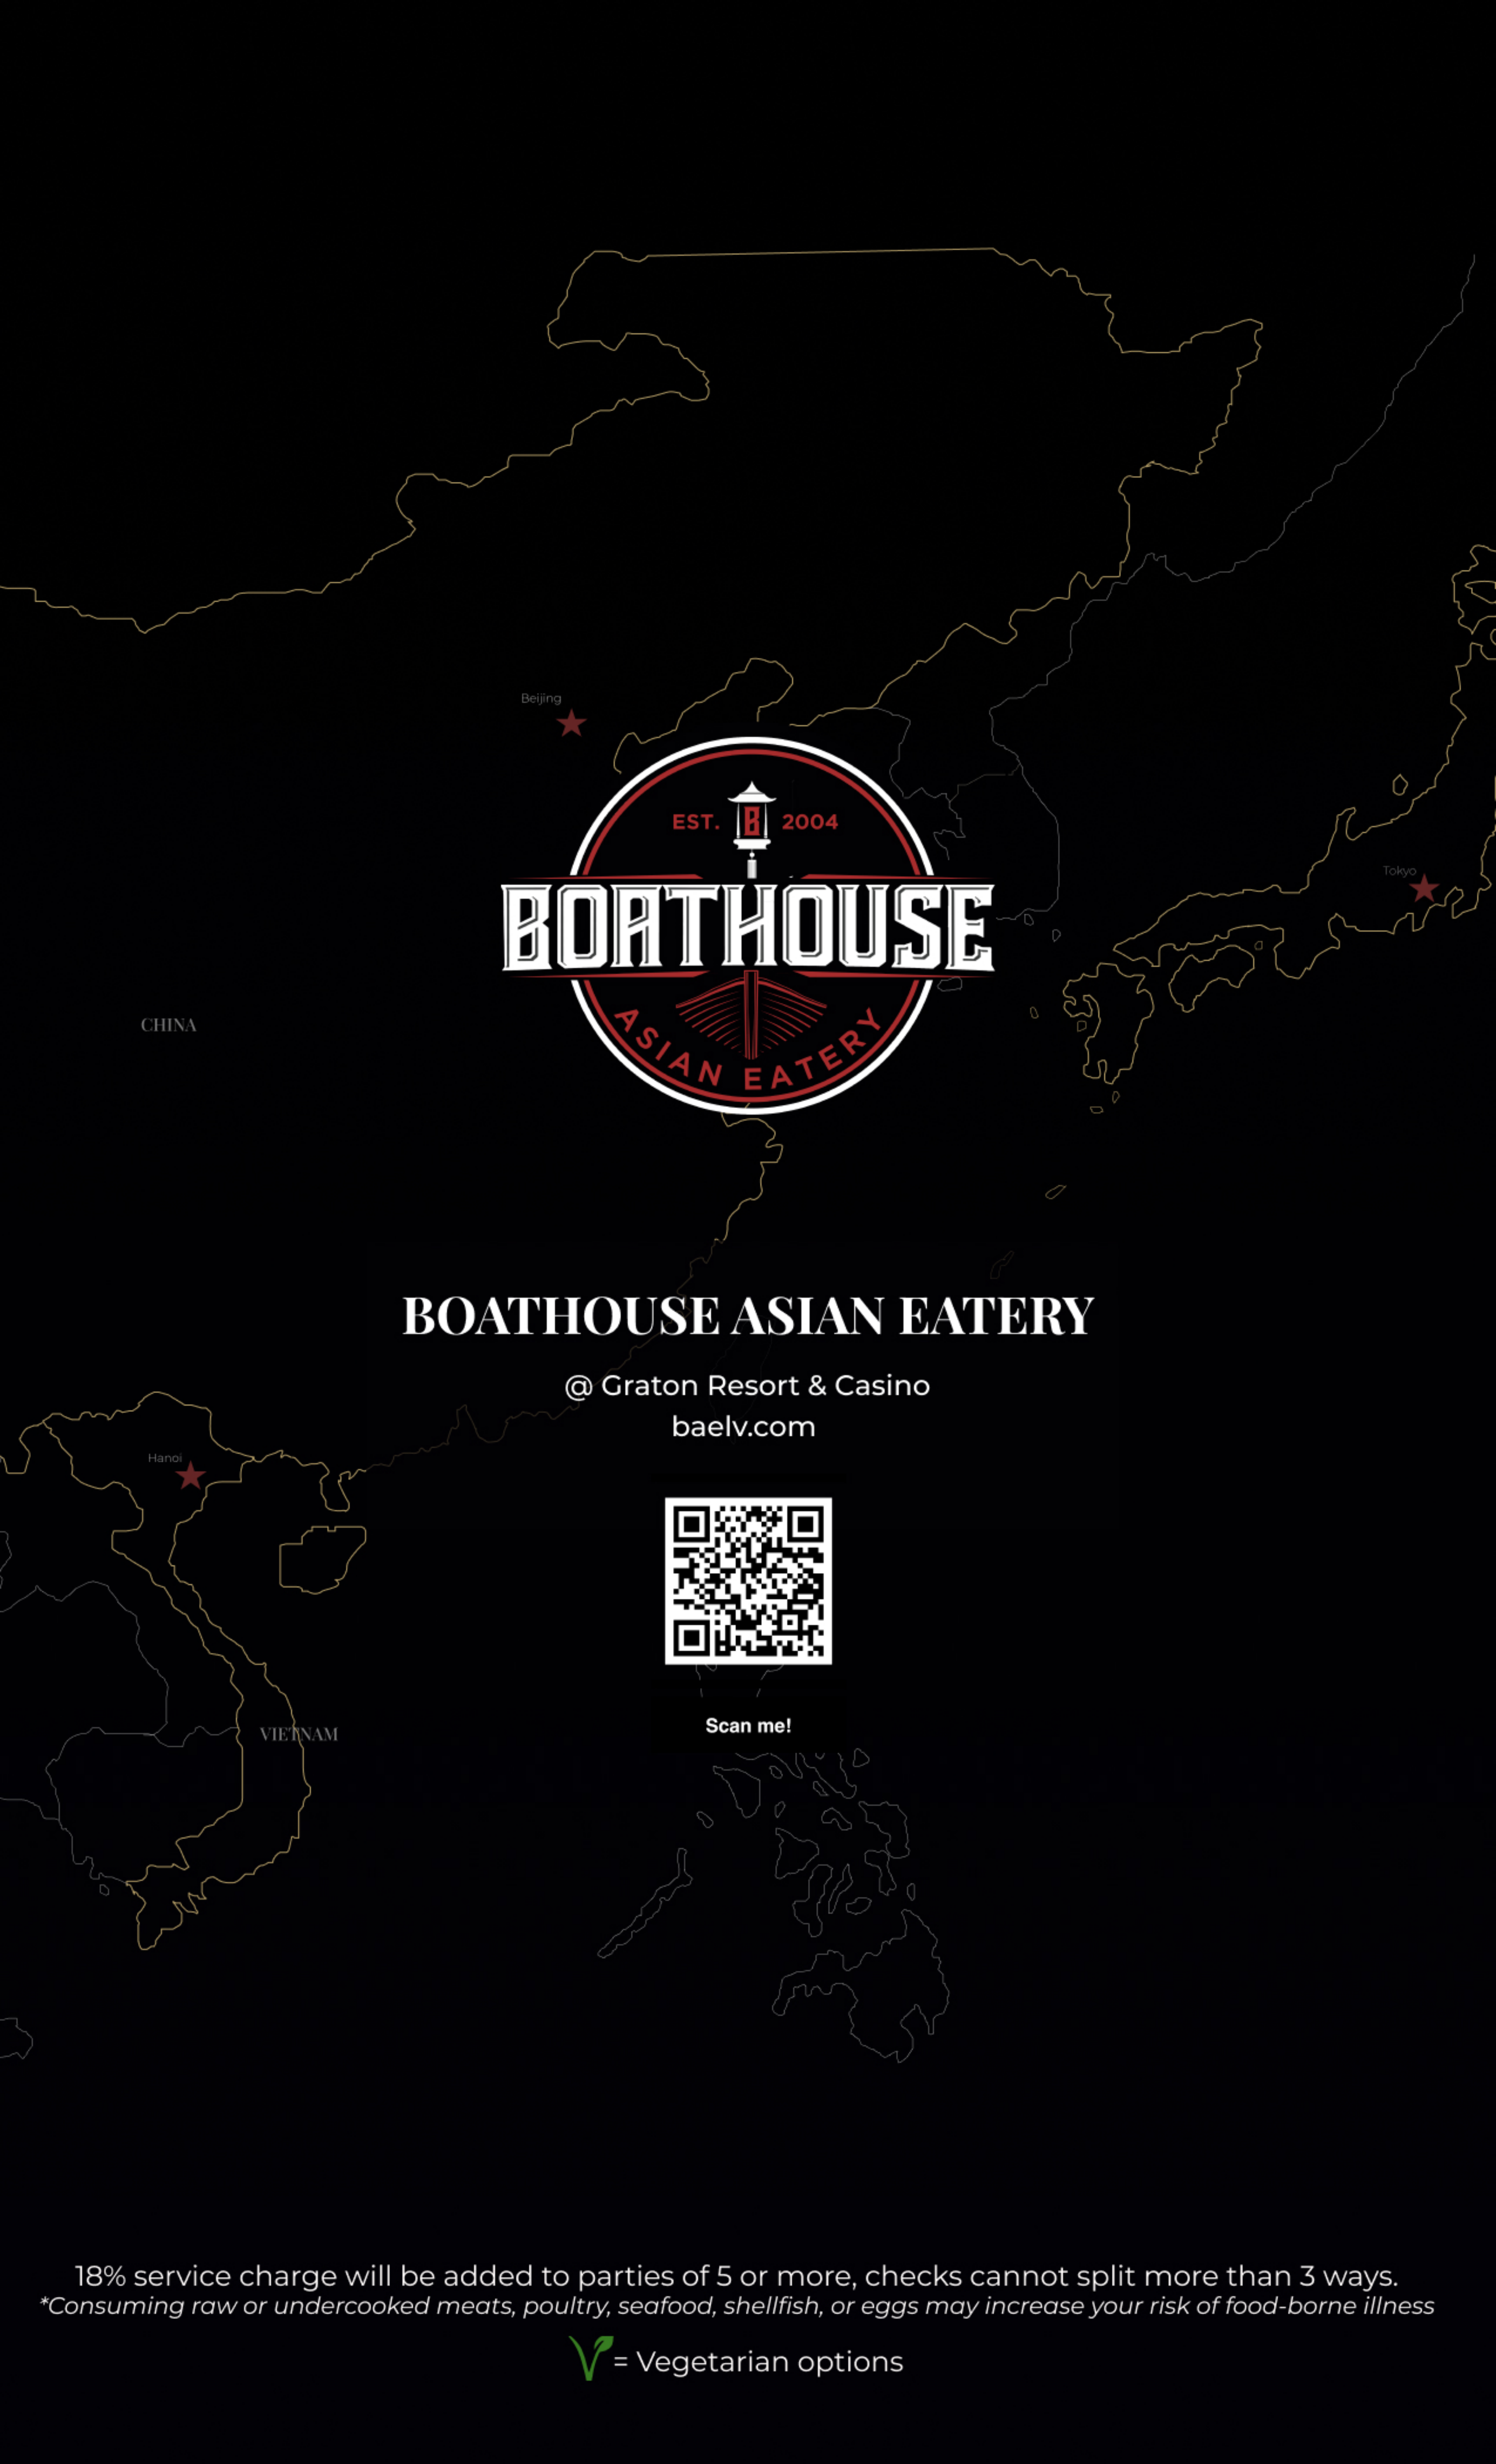 Beijing
EST. B 2004
Tokyo
BOATHOUSE
CHINA
ASIAN EATERY
BOATHOUSE ASIAN EATERY
@ Graton Resort & Casino
baelv.com
Hanoi
Scan me!
VIETNAM
18% service charge will be added to parties of 5 or more, checks cannot split more than 3 ways.
*Consuming raw or undercooked meats, poultry, seafood, shellfish, or eggs may increase your risk of food-borne illness
V = Vegetarian options